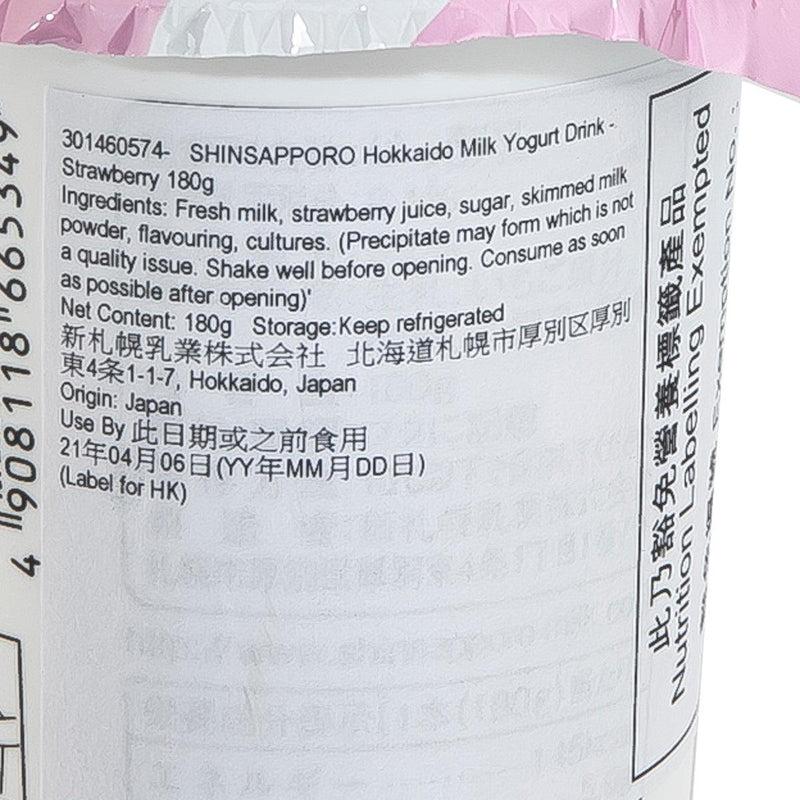 301460574-   SHINSAPPORO Hokkaido Milk Yogurt Drink -
Strawberry 180g
Ingredients: Fresh milk, strawberry juice, sugar, skimmed milk
powder, flavouring, cultures. (Precipitate may form which is not
a quality issue. Shake well before opening. Consume as soon
as possible after opening)'
Net Content: 180g   Storage:Keep refrigerated
新札幌乳業株式会社   北海道札幌市厚別区厚別
東4条1-1-7, Hokkaido, Japan
Origin: Japan
Use By 此日期或之前食用
21年04月06日(YY年MM月DD日)
(Label for HK)
此乃豁免營養標籤產品
Nutrition Labelling Exempted
4 908118 665349